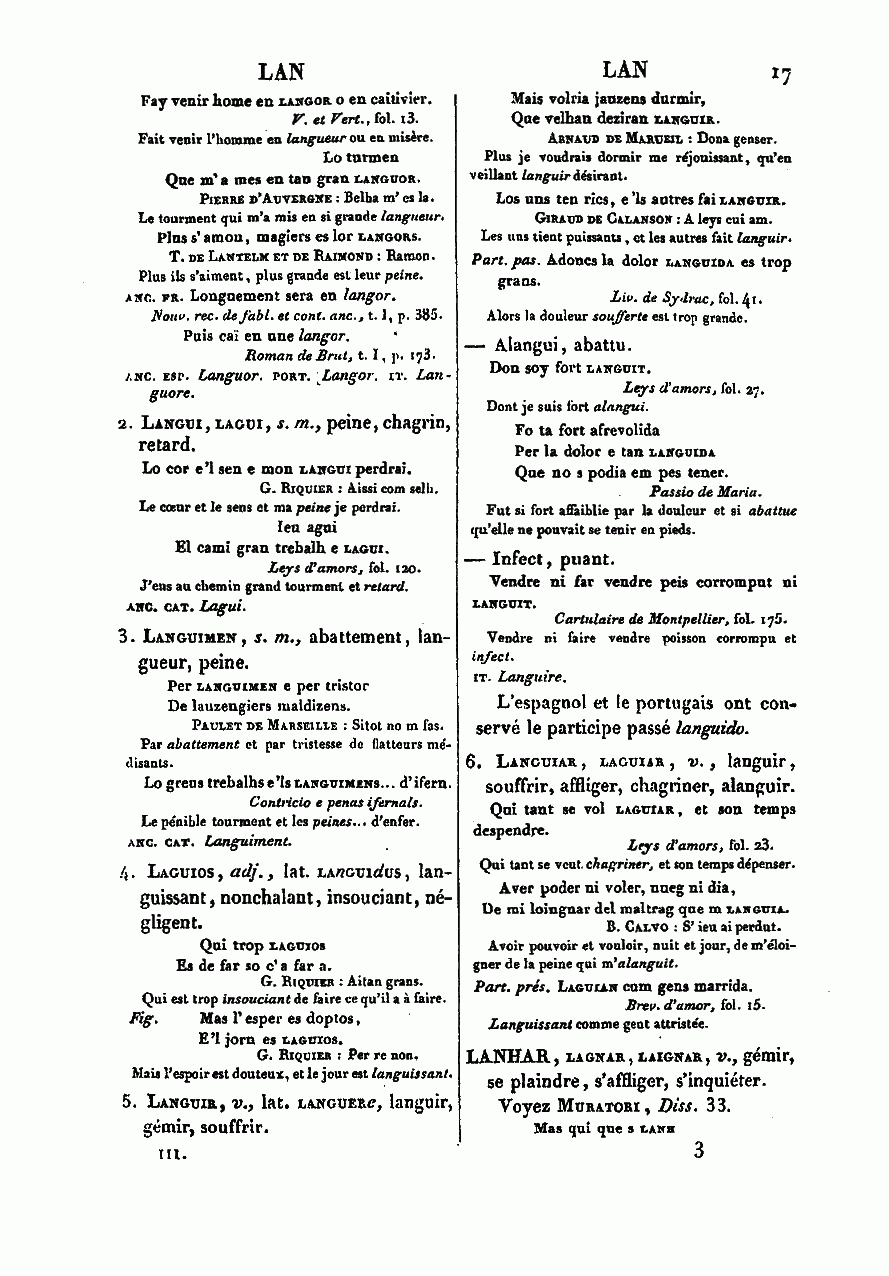 LAN
LAN 17
Fay venir home en LANGOR o en caitivier.
V. et Vert., fol. 13.
Fait venir l'homme en langueur ou en misère.
Lo turmen
Que m'a mes en tan gran LANGUOR.
PIERRE D'AUVERGNE : Belha m'es la.
Le tourment qui m'a mis en si grande langueur.
Plus s'amon, magiers es lor LANGORS.
T. DE LANTELM ET DE RAIMOND : Ramon.
Plus ils s'aiment, plus grande est leur peine.
ANC. FR. Longuement sera en langor.
Nouv. rec. de fabl. et cont. anc., t. I, p. 385.
Puis caï en une langor.
Roman de Brut, t. I, p. 173.
ANC. ESP. Languor. PORT. Langor. IT. Lan-
guore.
2. LANGUI, LAGUI, s. m., peine, chagrin,
retard.
Lo cor e'l sen e mon LANGUI perdrai.
G. RIQUIER : Aissi com selh.
Le cœur et le sens et ma peine je perdrai.
Ieu agui
El cami gran trebalh e LAGUI.
Leys d'amors, fol. 120.
J'eus au chemin grand tourment et retard.
ANC. CAT. Lagui.
3. LANGUIMEN, s. m., abattement, lan-
gueur, peine.
Per LANGUIMEN e per tristor
De lauzengiers maldizens.
PAULET DE MARSEILLE : Sitot no m fas.
Par abattement et par tristesse de flatteurs mé-
disants.
Lo greus trebalhs e'ls LANGUIMENS... d'ifern.
Contricio e penas ifernals.
Le pénible tourment et les peines... d'enfer.
ANC. CAT. Languiment.
4. LAGUIOS, adj., lat. LANGUIdus, lan-
guissant, nonchalant, insouciant, né-
gligent.
Qui trop LAGUIOS
Es de far so c'a far a.
G. RIQUIER : Aitan grans.
Qui est trop insouciant de faire ce qu'il a à faire.
Fig. Mas l'esper es doptos,
E'l jorn es LAGUIOS.
G. RIQUIER : Per re non.
Mais l'espoir est douteux, et le jour est languissant.
5. LANGUIR, v., lat. LANGUERe, languir,
gémir, souffrir.
III.
Mais volria jauzens durmir,
Que velhan deziran LANGUIR.
ARNAUD DE MARUEIL : Dona genser.
Plus je voudrais dormir me réjouissant, qu'en
veillant languir désirant.
Los uns ten rics, e'ls autres fai LANGUIR.
GIRAUD DE CALANSON : A leys cui am.
Les uns tient puissants, et les autres fait languir.
Part. pas. Adoncs la dolor LANGUIDA es trop
grans.
Liv. de Sydrac, fol. 41.
Alors la douleur soufferte est trop grande.
— Alangui, abattu.
Don soy fort LANGUIT.
Leys d'amors, fol. 27.
Dont je suis fort alangui.
Fo ta fort afrevolida
Per la dolor e tan LANGUIDA
Que no s podia em pes tener.
Passio de Maria.
Fut si fort affaiblie par la douleur et si abattue
qu'elle ne pouvait se tenir en pieds.
— Infect, puant.
Vendre ni far vendre peis corromput ni
LANGUIT.
Cartulaire de Montpellier, fol. 175.
Vendre ni faire vendre poisson corrompu et
infect.
IT. Languire.
L'espagnol et le portugais ont con-
servé le participe passé languido.
6. LANGUIAR, LAGUIAR, v., languir,
souffrir, affliger, chagriner, alanguir.
Qui tant se vol LAGUIAR, et son temps
despendre.
Leys d'amors, fol. 23.
Qui tant se veut chagriner, et son temps dépenser.
Aver poder ni voler, nueg ni dia,
De mi loingnar del maltrag que m LANGUIA.
B. CALVO : S'ieu ai perdut.
Avoir pouvoir et vouloir, nuit et jour, de m'éloi-
gner de la peine qui m'alanguit.
Part. prés. LAGUIAN cum gens marrida.
Brev. d'amor, fol. 15.
Languissant comme gent attristée.
LANHAR, LAGNAR, LAIGNAR, v., gémir,
se plaindre, s'affliger, s'inquiéter.
Voyez MURATORI, Diss. 33.
Mas qui que s LANH
3